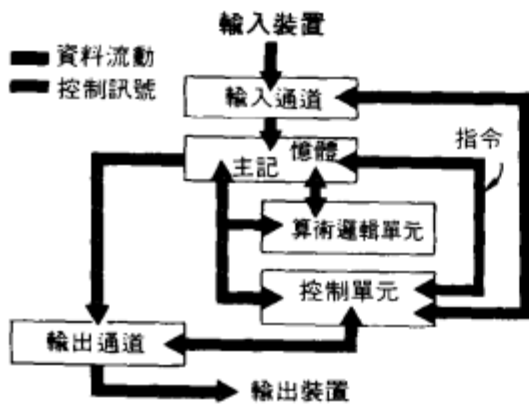 輸入裝置
資料流動
控制訊號
輸入通道
指令
主記憶體
算術邏輯單元
控制單元
輸出通道
輸出裝置